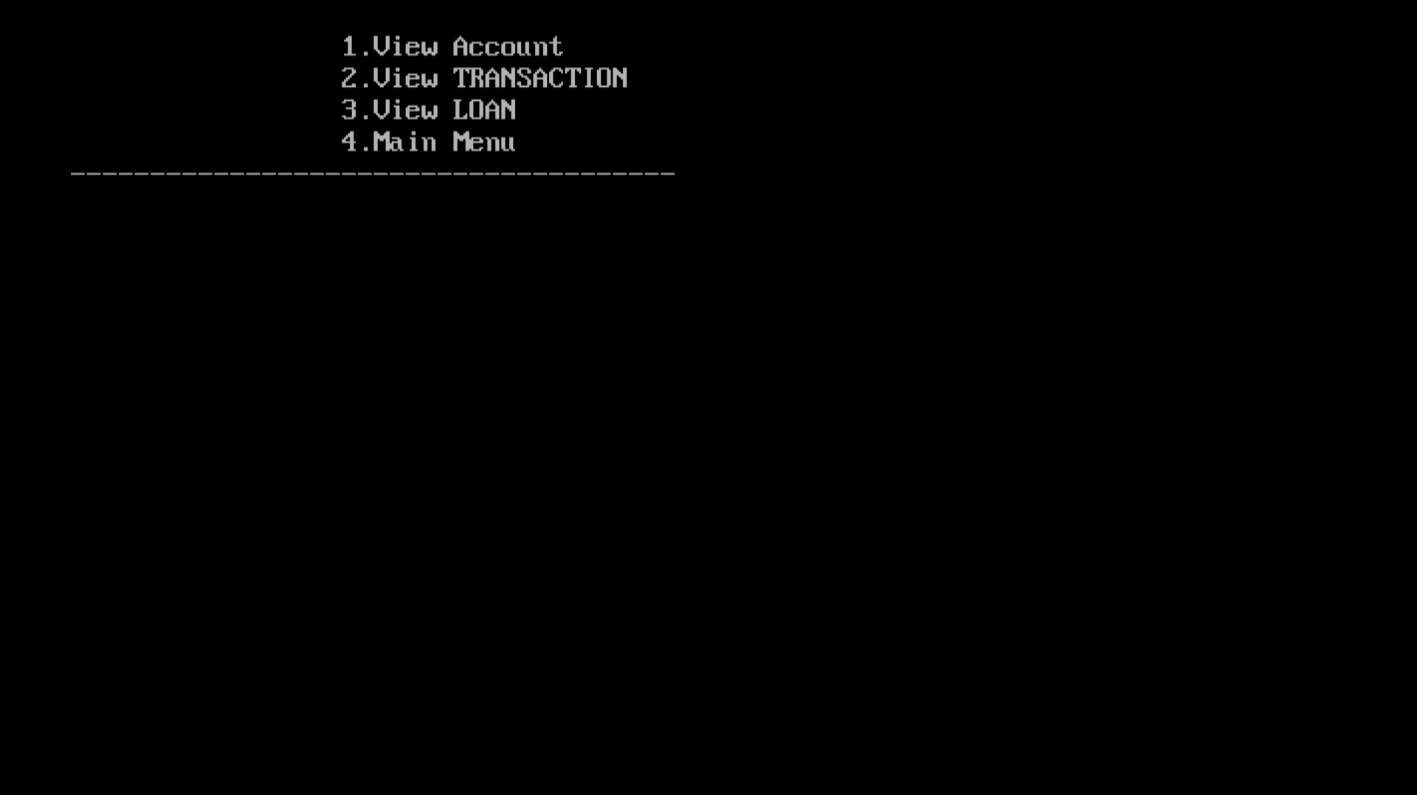 1.View Account
2.View TRANSACTION
3.View LOAN
4.Main Menu
--------------------------------------